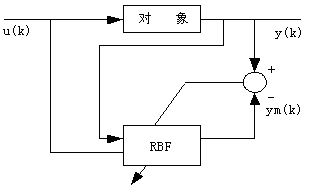 对 象
u(k)
y(k)
+
−
ym(k)
RBF